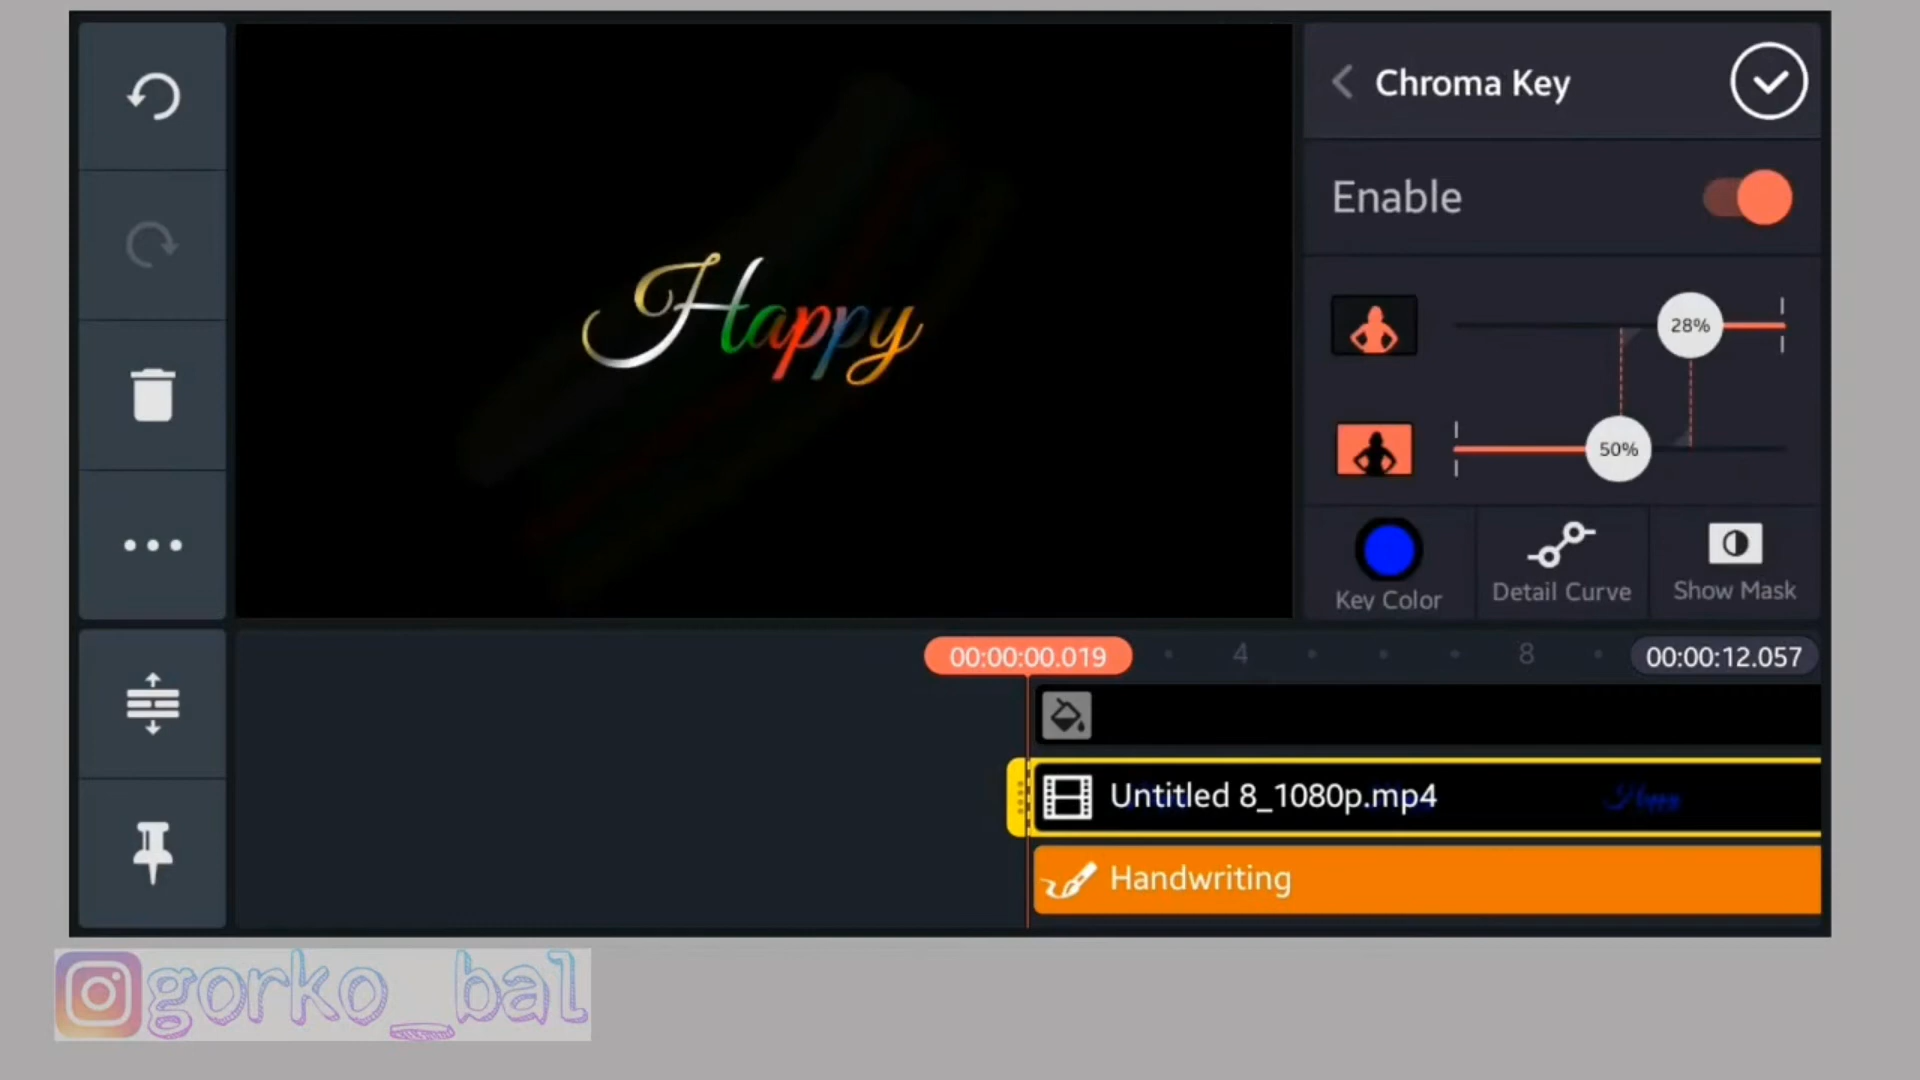 Chroma Key
Enable
Happy
28%
50%
Key Color
Detail Curve
Show Mask
00:00:00.019
4
8
00:00:12.057
Untitled 8_1080p.mp4
Happy
Handwriting
gorko_bal